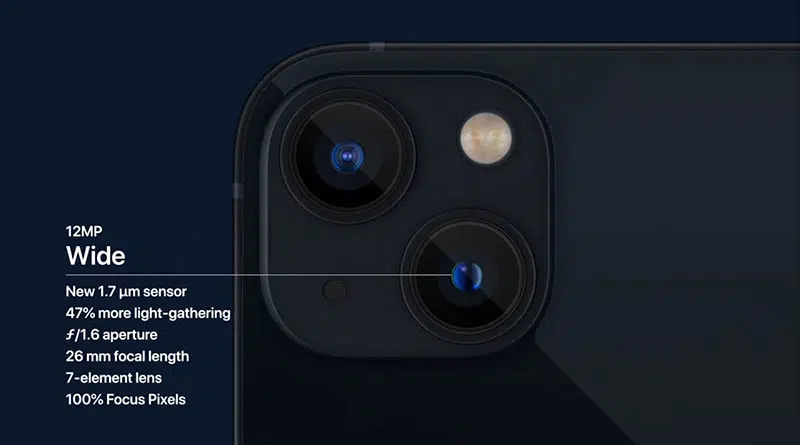 12MP
Wide
New 1.7 µm sensor
47% more light-gathering
ƒ/1.6 aperture
26 mm focal length
7-element lens
100% Focus Pixels